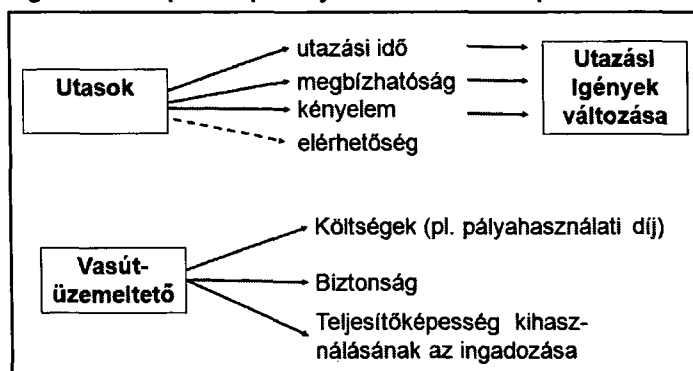 Utasok
utazási idő
megbízhatóság
kényelem
elérhetőség
Utazási
Igények
változása
Vasút-
üzemeltető
Költségek (pl. pályahasználati díj)
Biztonság
Teljesítőképesség kihasz-
nálásának az ingadozása